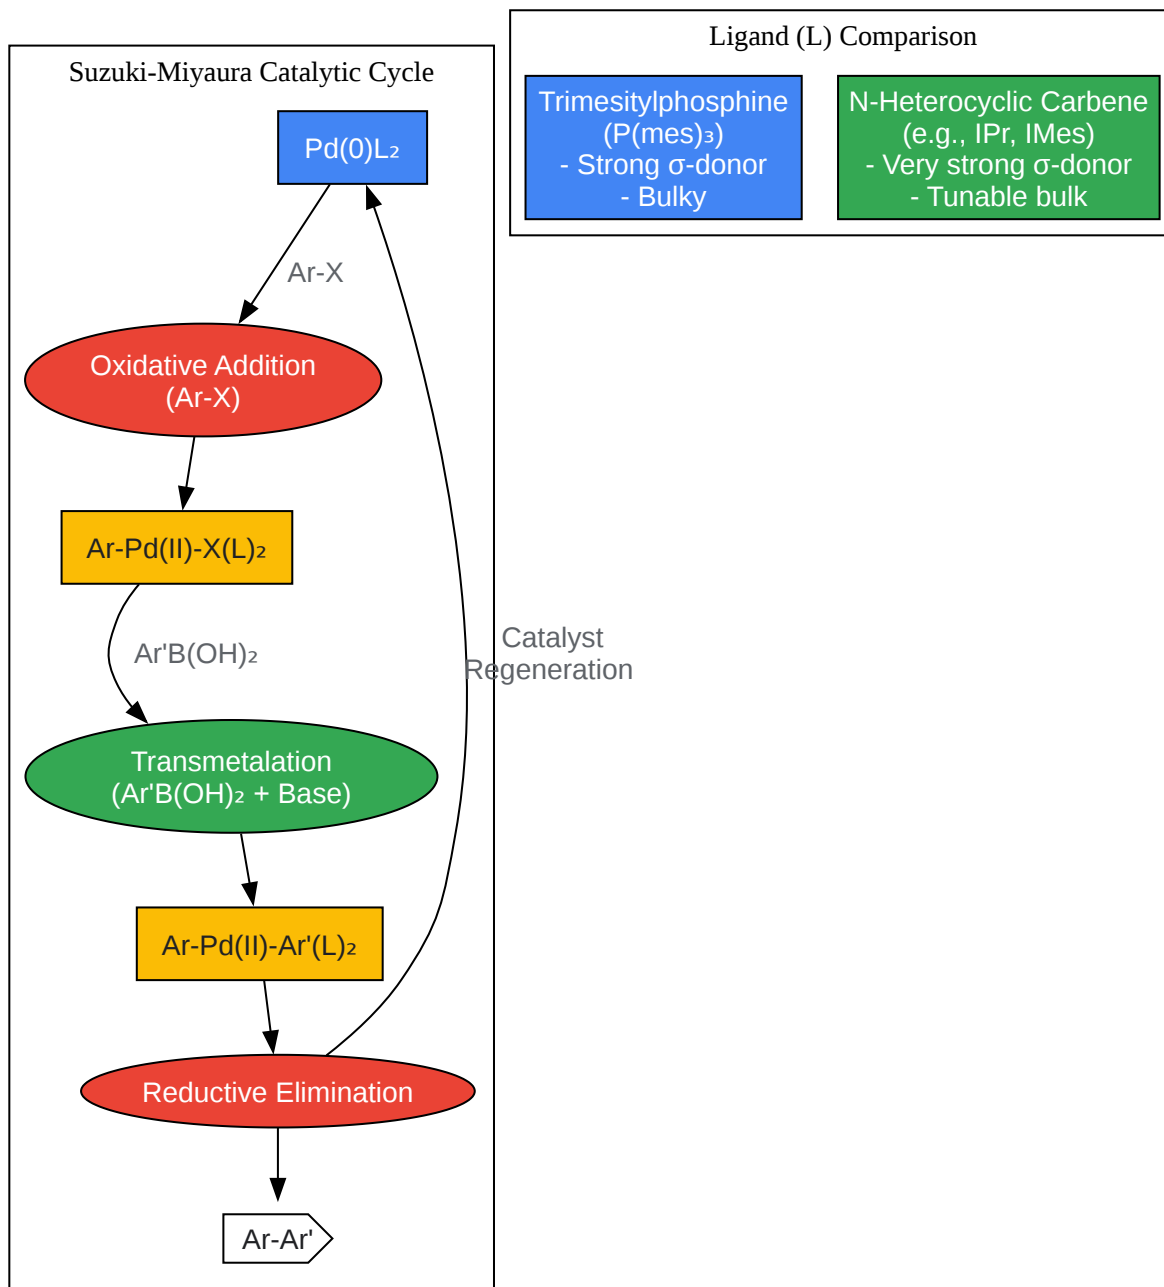 Suzuki-Miyaura Catalytic Cycle
Pd(0)L₂
Ar-X
Oxidative Addition
(Ar-X)
Ar-Pd(II)-X(L)₂
Ar'B(OH)₂
Catalyst
Regeneration
Transmetalation
(Ar'B(OH)₂ + Base)
Ar-Pd(II)-Ar'(L)₂
Reductive Elimination
Ar-Ar'
Ligand (L) Comparison
Trimesitylphosphine
(P(mes)₃)
- Strong σ-donor
- Bulky
N-Heterocyclic Carbene
(e.g., IPr, IMes)
- Very strong σ-donor
- Tunable bulk